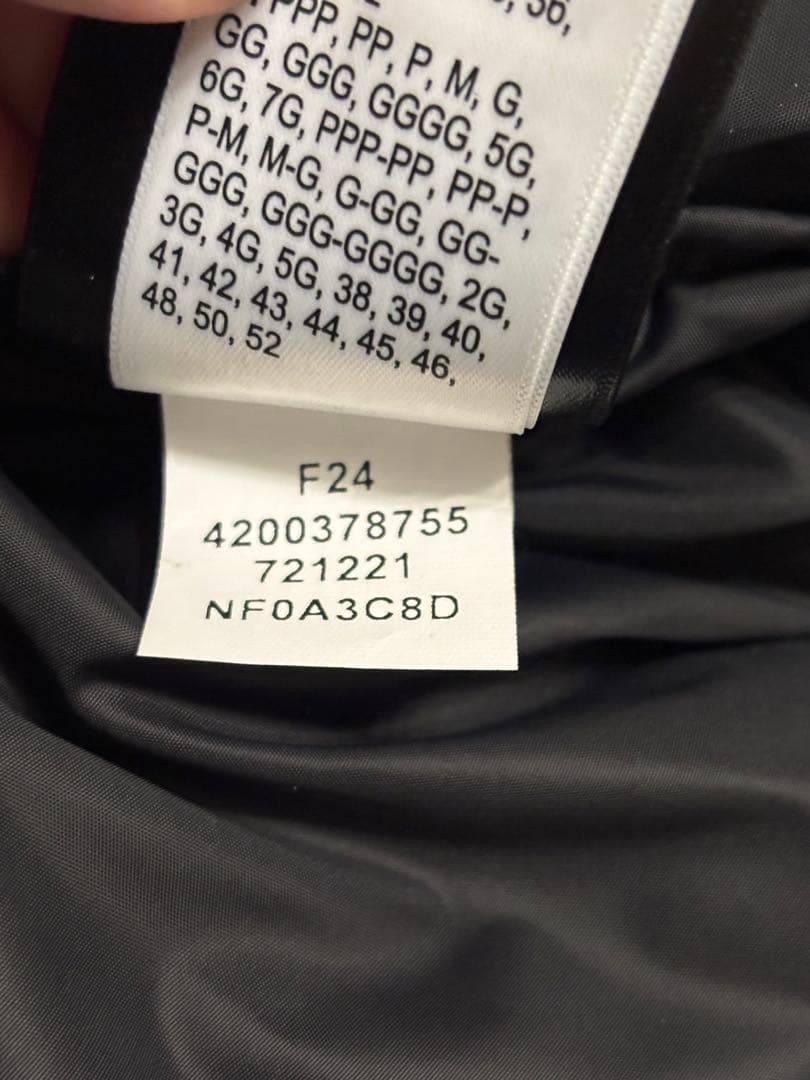 PPP, PP, P, M, G,
GG, GGG, GGGG, 5G,
6G, 7G, PPP-PP, PP-P,
P-M, M-G, G-GG, GG-
GGG, GGG-GGGG, 2G,
3G, 4G, 5G, 38, 39, 40,
41, 42, 43, 44, 45, 46,
48, 50, 52
F24
4200378755
721221
NF0A3C8D